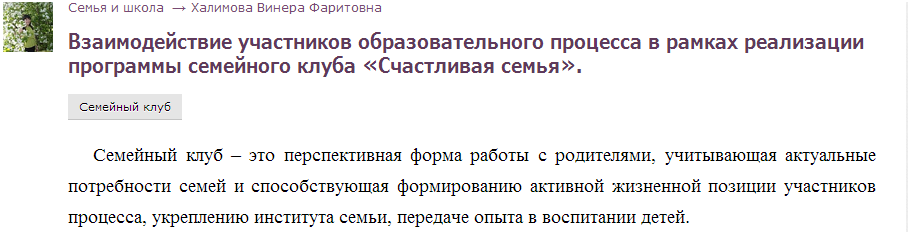 Семья и школа → Халимова Винера Фаритовна
Взаимодействие участников образовательного процесса в рамках реализации
программы семейного клуба «Счастливая семья».
Семейный клуб
Семейный клуб – это перспективная форма работы с родителями, учитывающая актуальные
потребности семей и способствующая формированию активной жизненной позиции участников
процесса, укреплению института семьи, передаче опыта в воспитании детей.